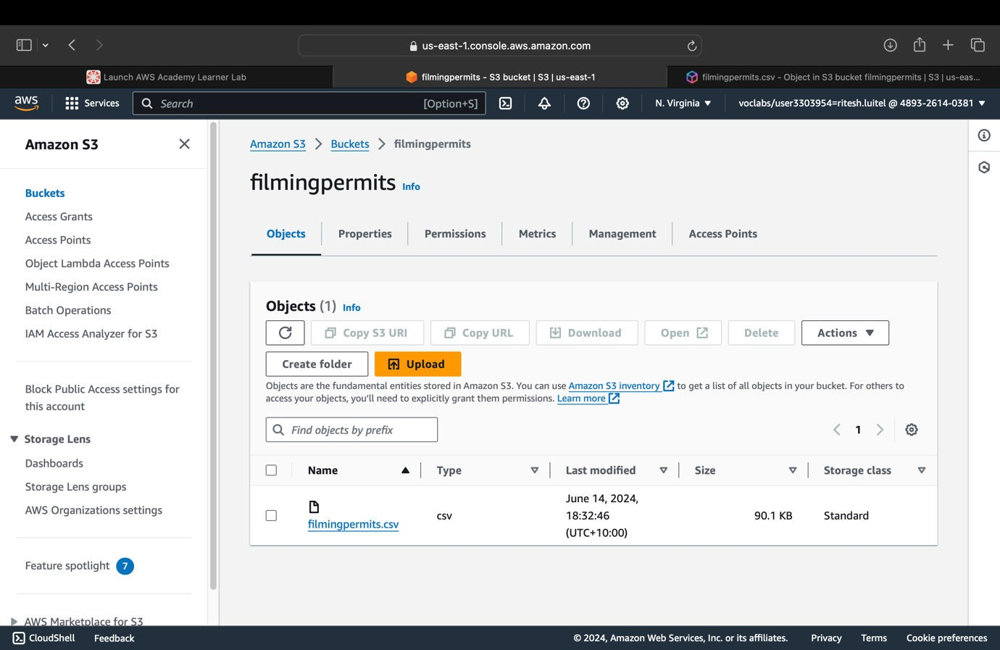 us-east-1.console.aws.amazon.com
Launch AWS Academy Learner Lab
filmingpermits - S3 bucket | S3 | us-east-1
filmingpermits.csv - Object in S3 bucket filmingpermits | S3 | us-eas...
aws
Services
Search
[Option+S]
N. Virginia
voclabs/user3303954=ritesh.luitel @ 4893-2614-0381
Amazon S3
Buckets
Access Grants
Access Points
Object Lambda Access Points
Multi-Region Access Points
Batch Operations
IAM Access Analyzer for S3
Block Public Access settings for
this account
Storage Lens
Dashboards
Storage Lens groups
AWS Organizations settings
Feature spotlight 7
AWS Marketplace for S3
Amazon S3 > Buckets > filmingpermits
filmingpermits Info
Objects
Properties
Permissions
Metrics
Management
Access Points
Objects (1) Info
Copy S3 URI
Copy URL
Download
Open
Delete
Actions
Create folder
Upload
Objects are the fundamental entities stored in Amazon S3. You can use Amazon S3 inventory to get a list of all objects in your bucket. For others to
access your objects, you'll need to explicitly grant them permissions. Learn more
Find objects by prefix
1
Name
Type
Last modified
Size
Storage class
filmingpermits.csv
csv
June 14, 2024,
18:32:46
(UTC+10:00)
90.1 KB
Standard
CloudShell
Feedback
© 2024, Amazon Web Services, Inc. or its affiliates.
Privacy
Terms
Cookie preferences